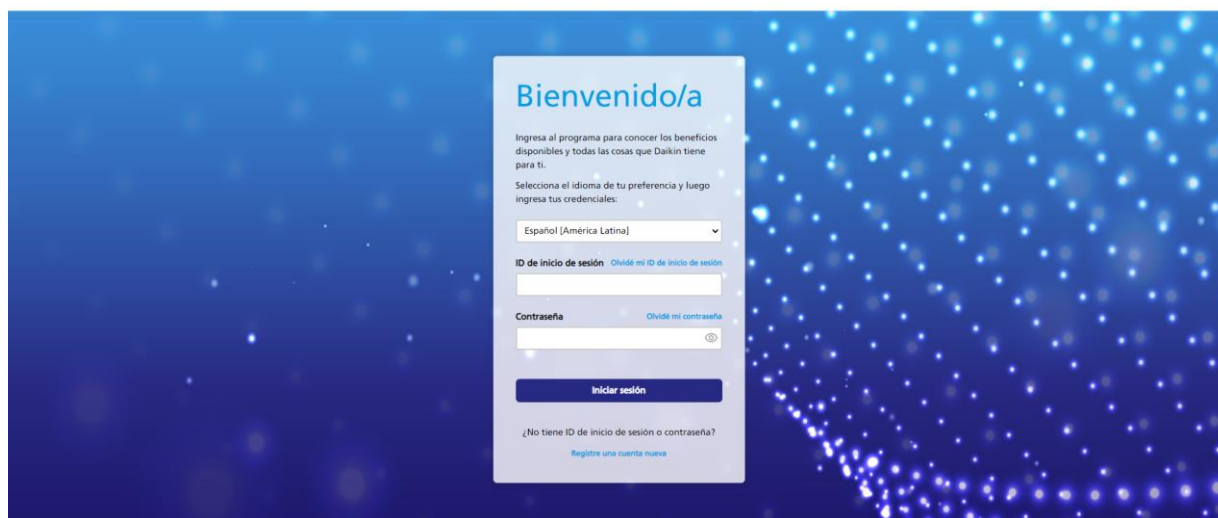 Bienvenido/a
Ingresa al programa para conocer los beneficios
disponibles y todas las cosas que Daikin tiene
para ti.
Selecciona el idioma de tu preferencia y luego
ingresa tus credenciales:
Español [América Latina]
ID de inicio de sesión Olvidé mi ID de inicio de sesión
Contraseña Olvidé mi contraseña
Iniciar sesión
¿No tiene ID de inicio de sesión o contraseña?
Registre una cuenta nueva